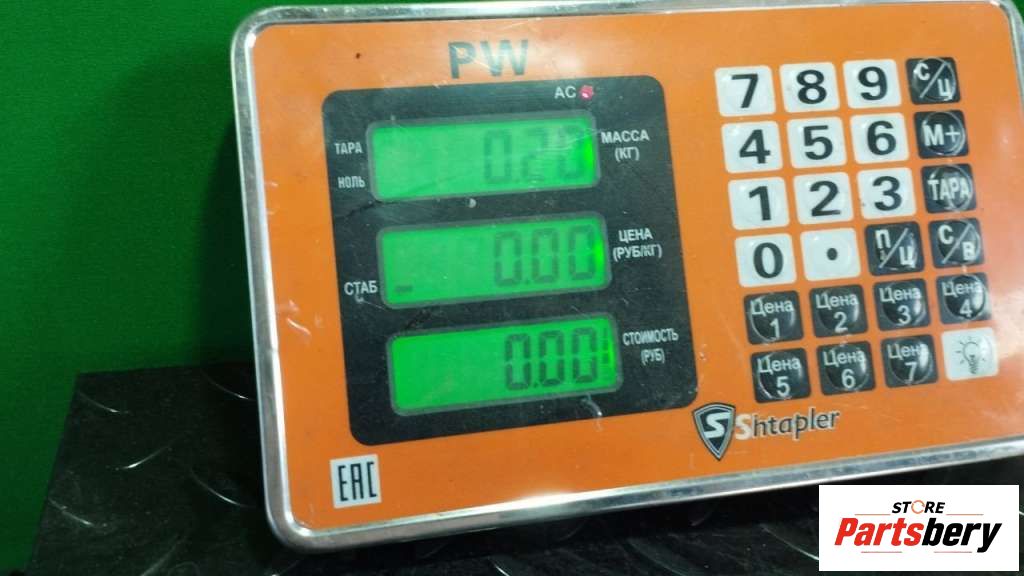 PW
AC
ТАРА
НОЛЬ
0.20
МАССА
(КГ)
СТАБ
0.00
ЦЕНА
(РУБ/КГ)
0.00
СТОИМОСТЬ
(РУБ)
7 8 9 С/Ц
4 5 6 М+
1 2 3 ТАРА
0 . П/Ц С/В
Цена 1 Цена 2 Цена 3 Цена 4
Цена 5 Цена 6 Цена 7
S Shtapler
EAC
STORE
Partsbery